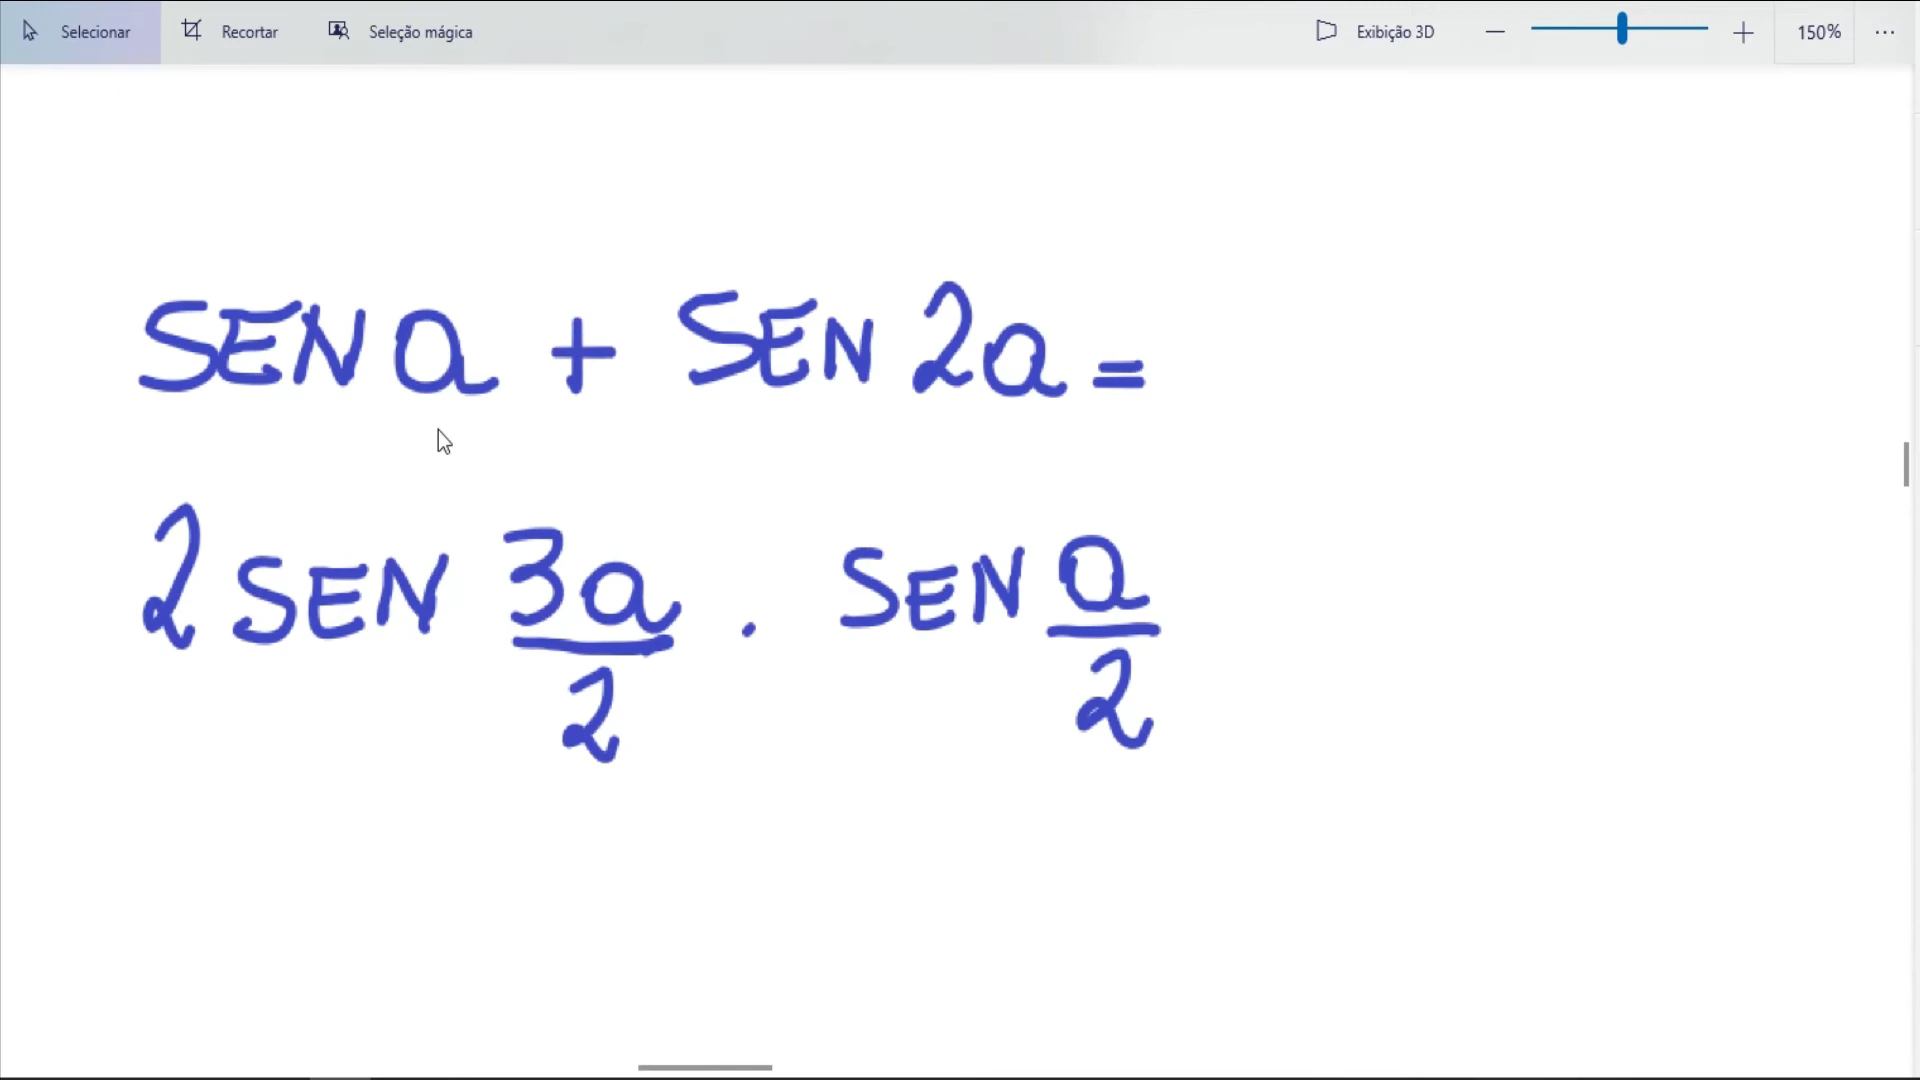 Selecionar Recortar Seleção mágica Exibição 3D 150%
SEN a + SEN 2a =
2 SEN 3a/2 . SEN a/2